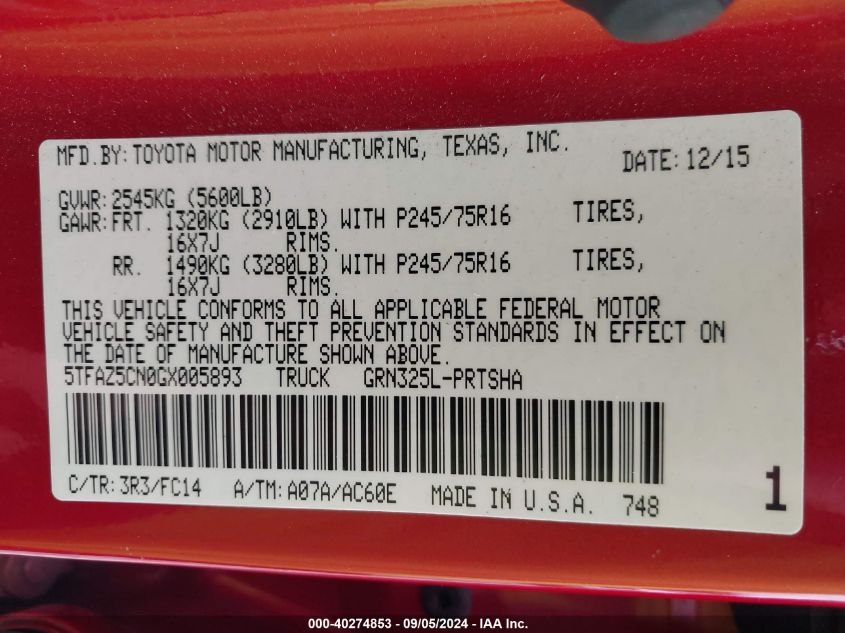 MFD.BY:TOYOTA MOTOR MANUFACTURING, TEXAS, INC. DATE:12/15
GVWR:2545KG (5600LB)
GAWR:FRT. 1320KG (2910LB) WITH P245/75R16 TIRES,
16X7J RIMS.
RR. 1490KG (3280LB) WITH P245/75R16 TIRES,
16X7J RIMS.
THIS VEHICLE CONFORMS TO ALL APPLICABLE FEDERAL MOTOR
VEHICLE SAFETY AND THEFT PREVENTION STANDARDS IN EFFECT ON
THE DATE OF MANUFACTURE SHOWN ABOVE.
5TFAZ5CN0GX005893 TRUCK GRN325L-PRTSHA
C/TR:3R3/FC14 A/TM:A07A/AC60E MADE IN U.S.A. 748 1
000-40274853 - 09/05/2024 - IAA Inc.